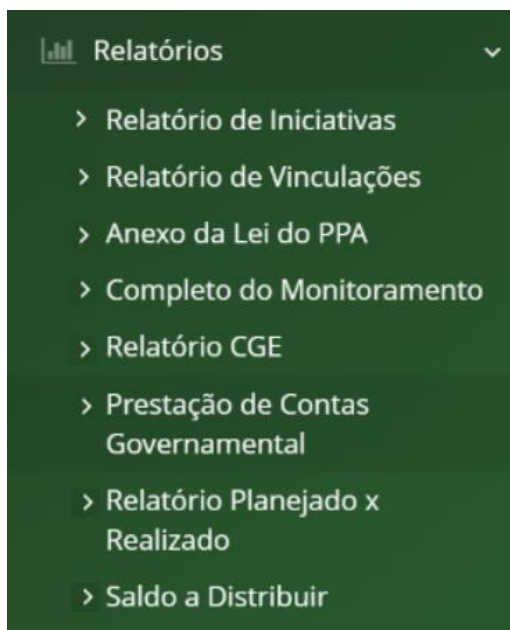 Relatórios
Relatório de Iniciativas
Relatório de Vinculações
Anexo da Lei do PPA
Completo do Monitoramento
Relatório CGE
Prestação de Contas
Governamental
Relatório Planejado x
Realizado
Saldo a Distribuir